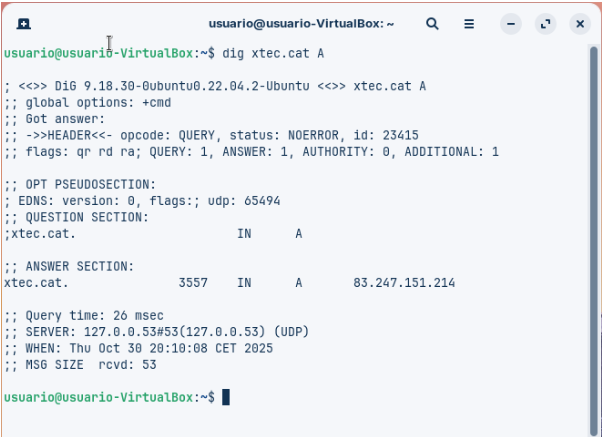 usuario@usuario-VirtualBox: ~
usuario@usuario-VirtualBox:~$ dig xtec.cat A
; <<>> DiG 9.18.30-0ubuntu0.22.04.2-Ubuntu <<>> xtec.cat A
;; global options: +cmd
;; Got answer:
;; ->>HEADER<<- opcode: QUERY, status: NOERROR, id: 23415
;; flags: qr rd ra; QUERY: 1, ANSWER: 1, AUTHORITY: 0, ADDITIONAL: 1
;; OPT PSEUDOSECTION:
; EDNS: version: 0, flags:; udp: 65494
;; QUESTION SECTION:
;xtec.cat. IN A
;; ANSWER SECTION:
xtec.cat. 3557 IN A 83.247.151.214
;; Query time: 26 msec
;; SERVER: 127.0.0.53#53(127.0.0.53) (UDP)
;; WHEN: Thu Oct 30 20:10:08 CET 2025
;; MSG SIZE rcvd: 53
usuario@usuario-VirtualBox:~$